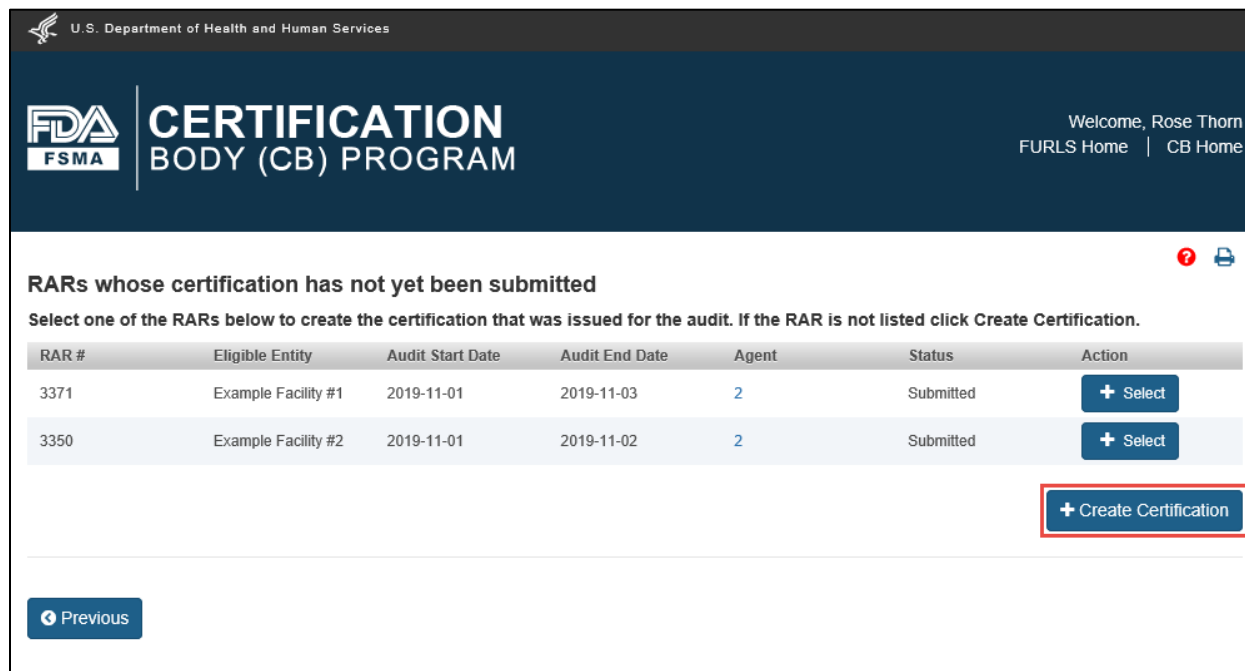 U.S. Department of Health and Human Services
FDA
FSMA
CERTIFICATION
BODY (CB) PROGRAM
Welcome, Rose Thorn
FURLS Home | CB Home
RARs whose certification has not yet been submitted
Select one of the RARs below to create the certification that was issued for the audit. If the RAR is not listed click Create Certification.
RAR # Eligible Entity Audit Start Date Audit End Date Agent Status Action
3371 Example Facility #1 2019-11-01 2019-11-03 2 Submitted + Select
3350 Example Facility #2 2019-11-01 2019-11-02 2 Submitted + Select
+ Create Certification
Previous